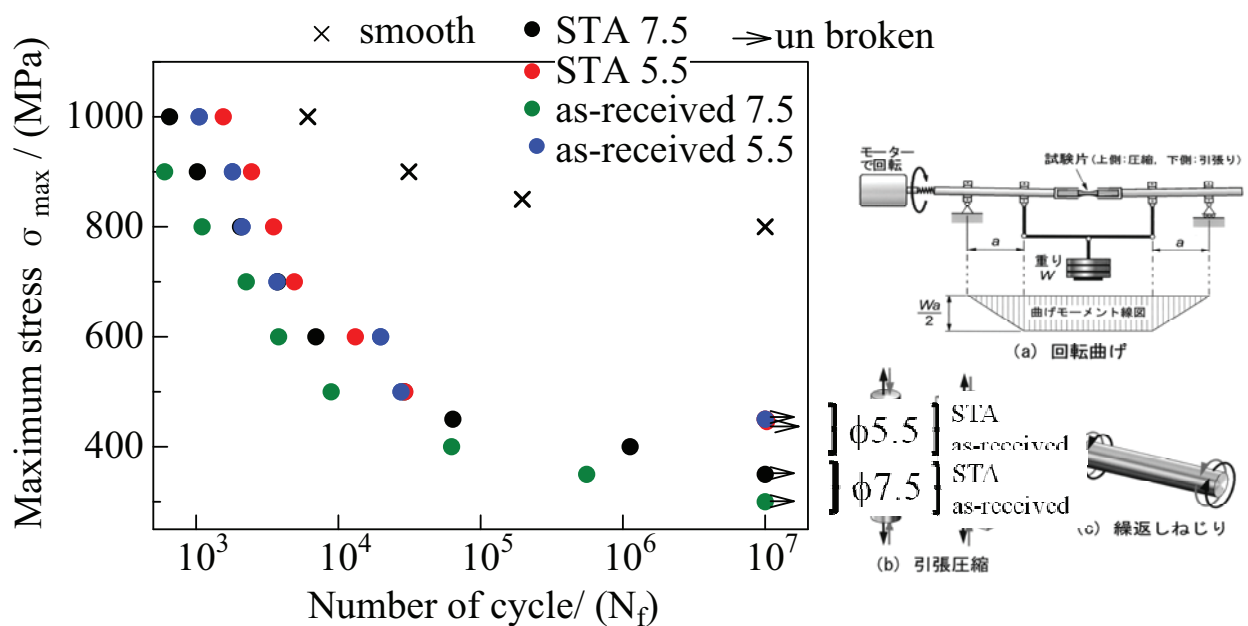 × smooth
STA 7.5
un broken
STA 5.5
as-received 7.5
as-received 5.5
Maximum stress σmax / (MPa)
1000
800
600
400
10³
10⁴
10⁵
10⁶
10⁷
Number of cycle/ (Nf)
モーター
で回転
試験片(上側:圧縮,下側:引張り)
a
a
重り
W
Wa/2
曲げモーメント線図
(a) 回転曲げ
] ϕ5.5 ] STA
as-received
] ϕ7.5 ] STA
as-received
(b) 引張圧縮
(c) 繰返しねじり